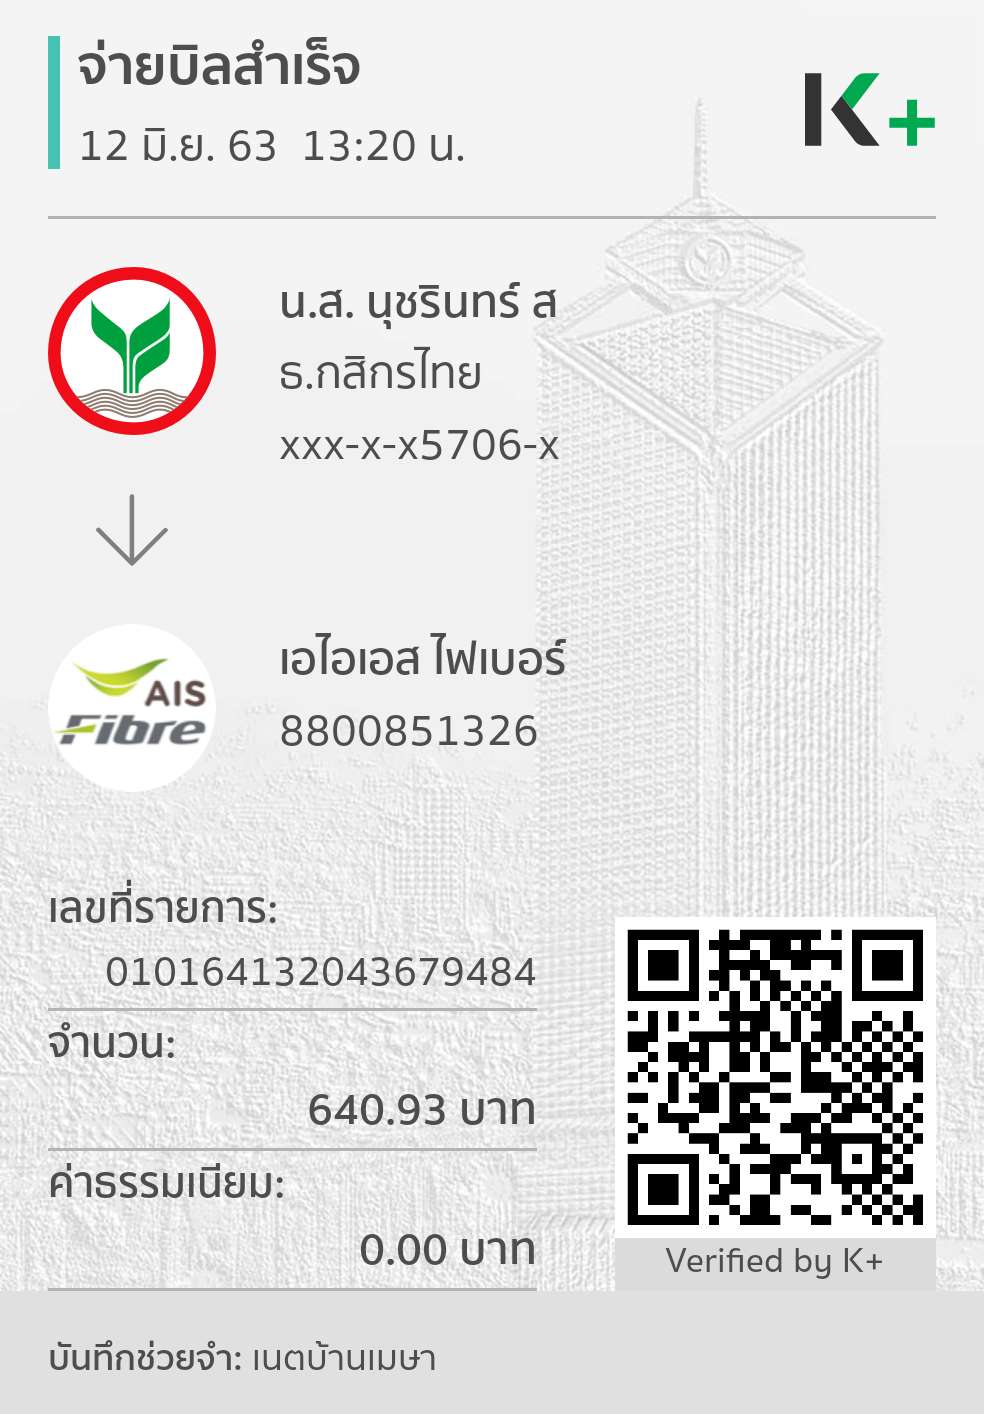 จ่ายบิลสำเร็จ
12 มิ.ย. 63  13:20 น.
K+
น.ส. นุชรินทร์ ส
ธ.กสิกรไทย
xxx-x-x5706-x
AIS
Fibre
เอไอเอส ไฟเบอร์
8800851326
เลขที่รายการ:
010164132043679484
จำนวน:
640.93 บาท
ค่าธรรมเนียม:
0.00 บาท
Verified by K+
บันทึกช่วยจำ: เนตบ้านเมษา